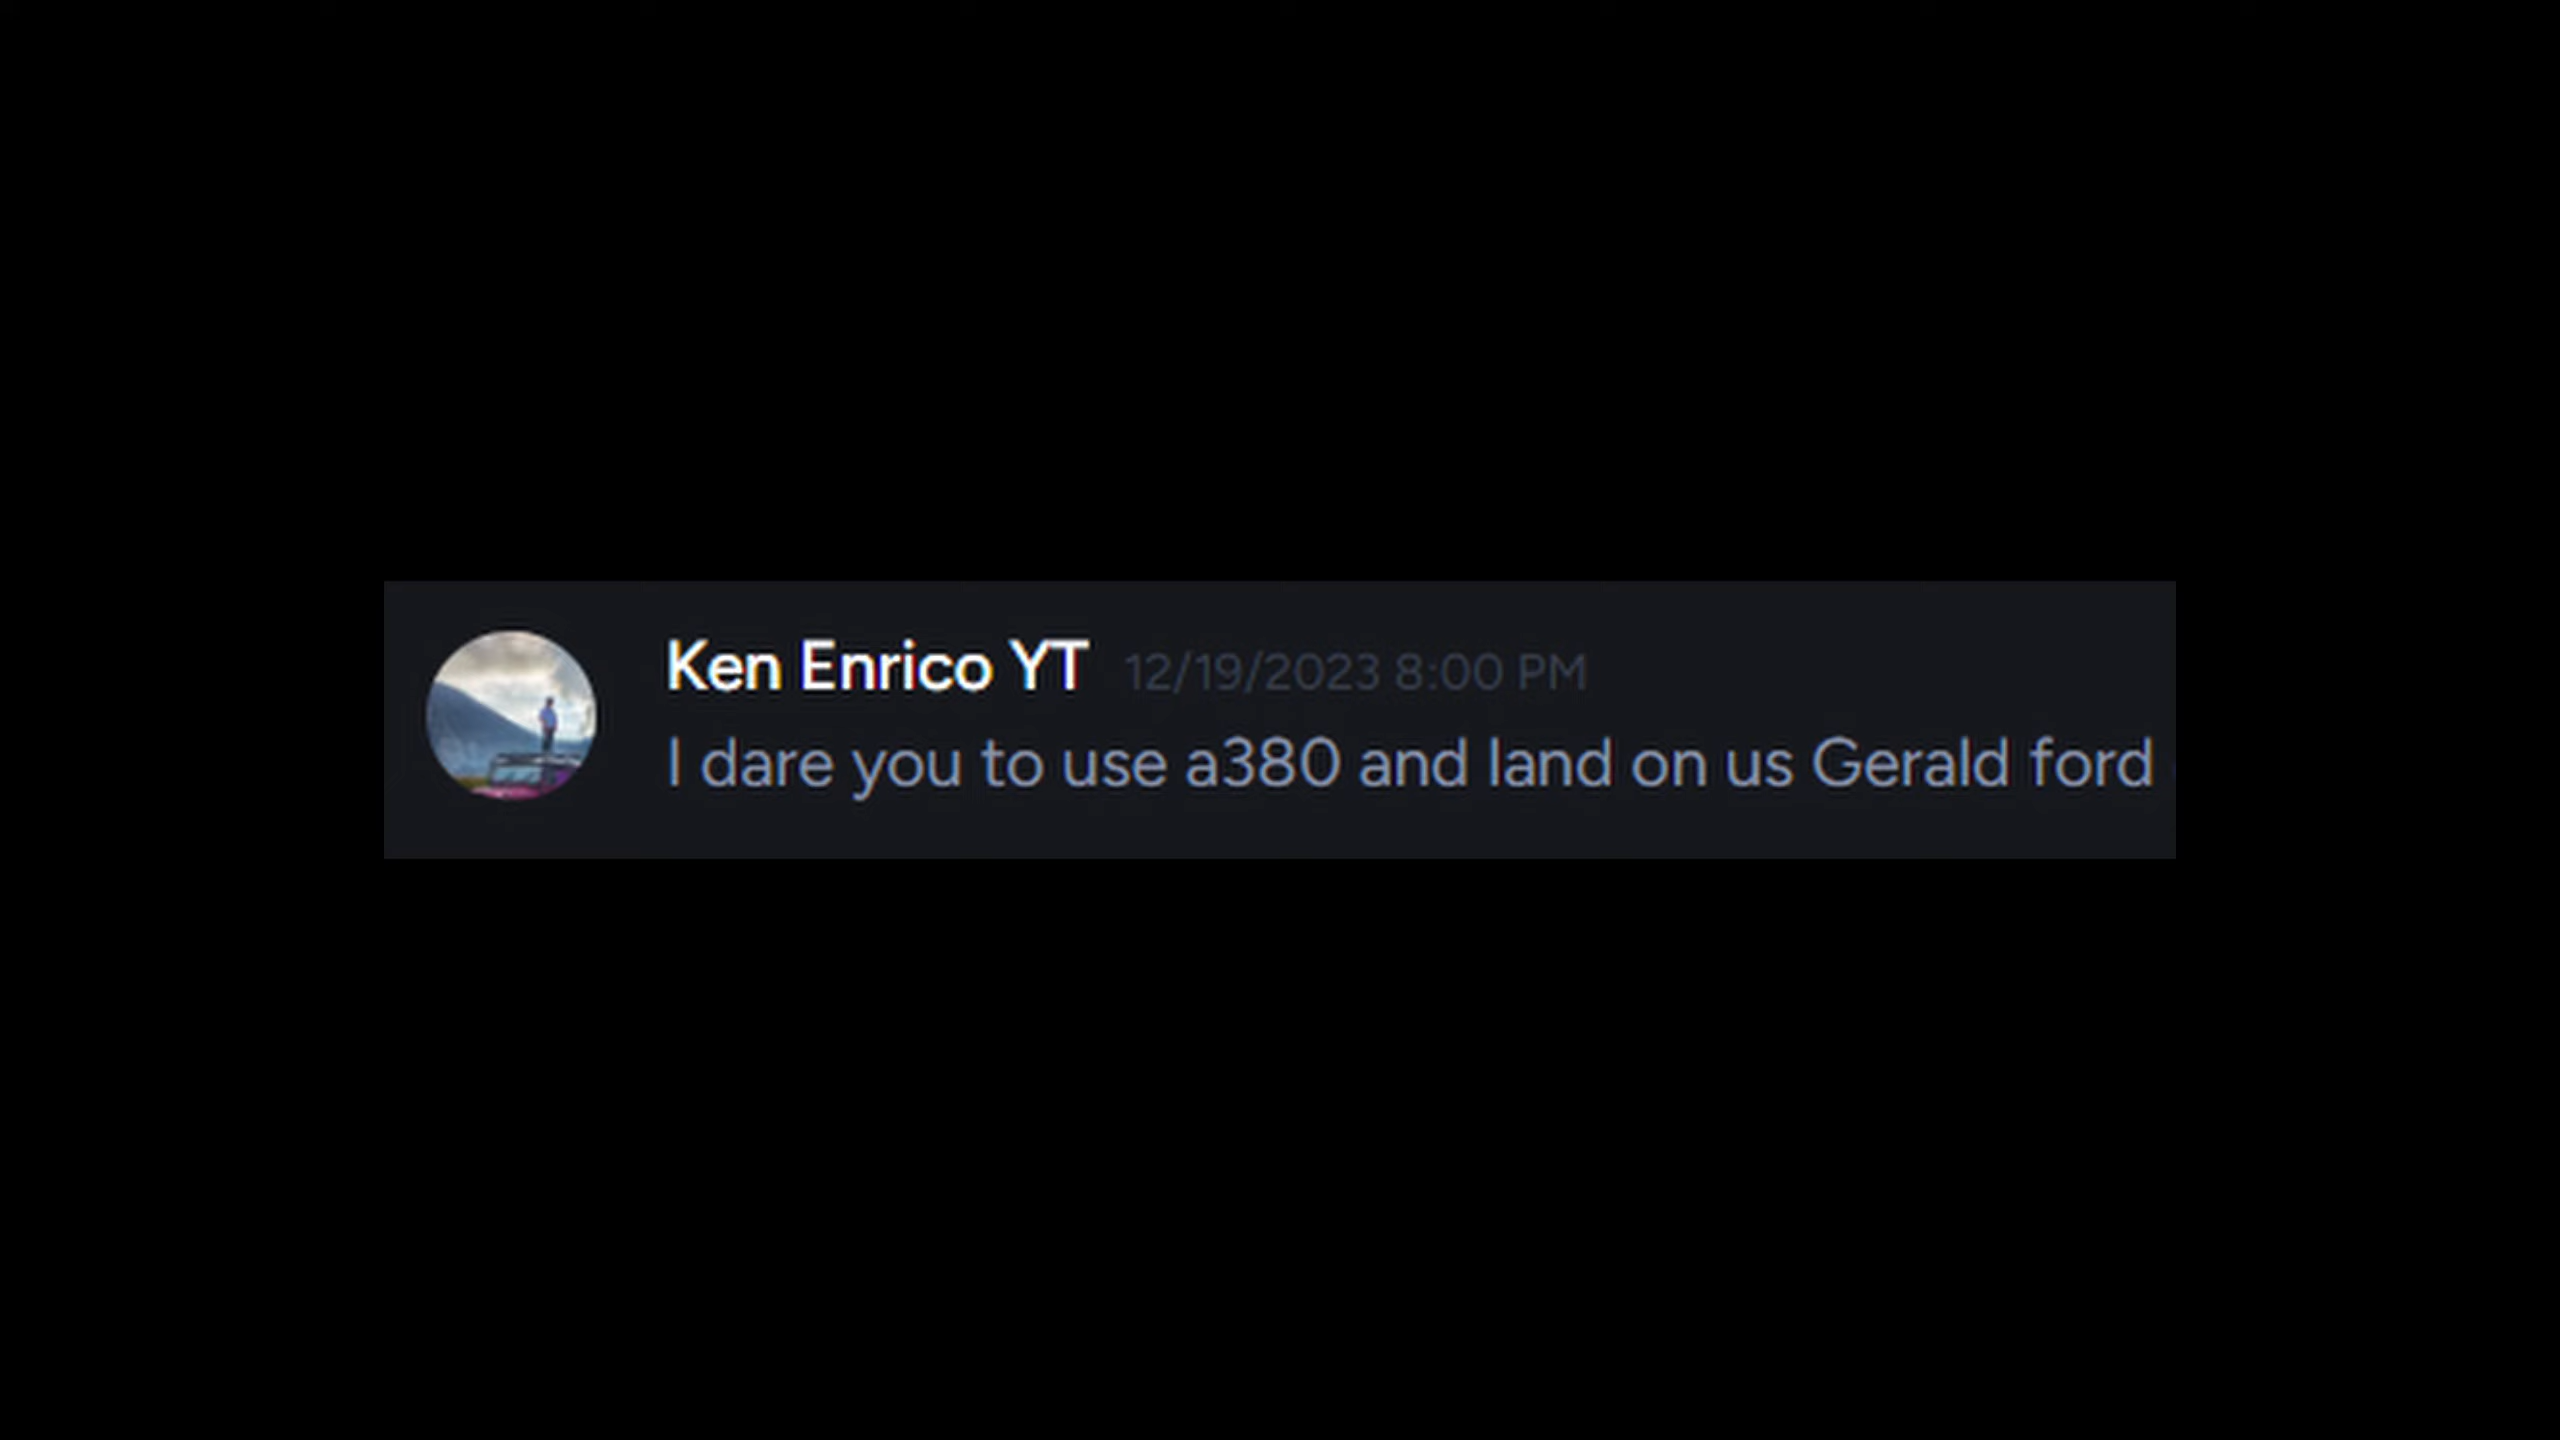 Ken Enrico YT 12/19/2023 8:00 PM
I dare you to use a380 and land on us Gerald ford